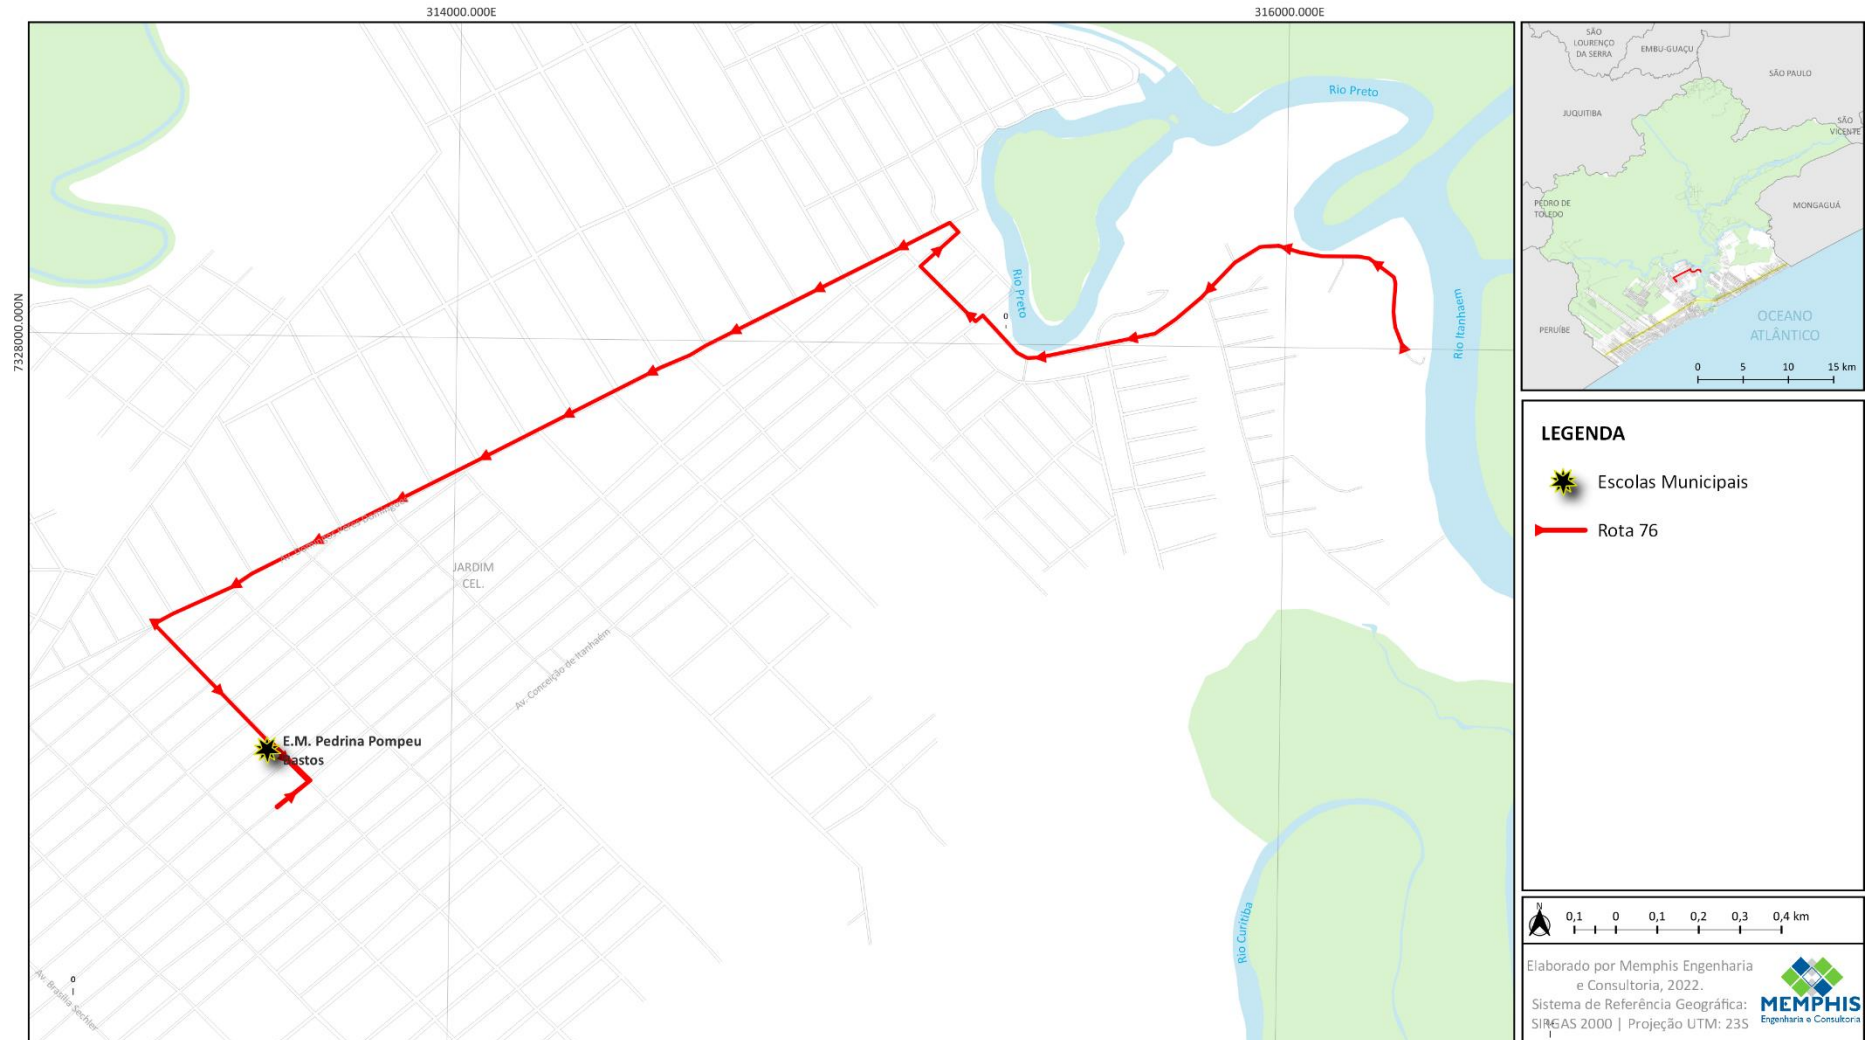 314000.000E
316000.000E
7328000.000N
Rio Preto
Rio Preto
Rio Itanhaem
0
JARDIM
CEL.
Av. Conceição de Itanhaém
E.M. Pedrina Pompeu
Bastos
Rio Curitiba
Av. Brasília Sechler
0
SÃO
LOURENÇO
DA SERRA
EMBU-GUAÇU
SÃO PAULO
JUQUITIBA
SÃO
VICENTE
PEDRO DE
TOLEDO
MONGAGUÁ
PERUÍBE
OCEANO
ATLÂNTICO
0 5 10 15 km
LEGENDA
Escolas Municipais
Rota 76
N
0,1 0 0,1 0,2 0,3 0,4 km
Elaborado por Memphis Engenharia
e Consultoria, 2022.
Sistema de Referência Geográfica:
SIRGAS 2000 | Projeção UTM: 23S
MEMPHIS
Engenharia e Consultoria